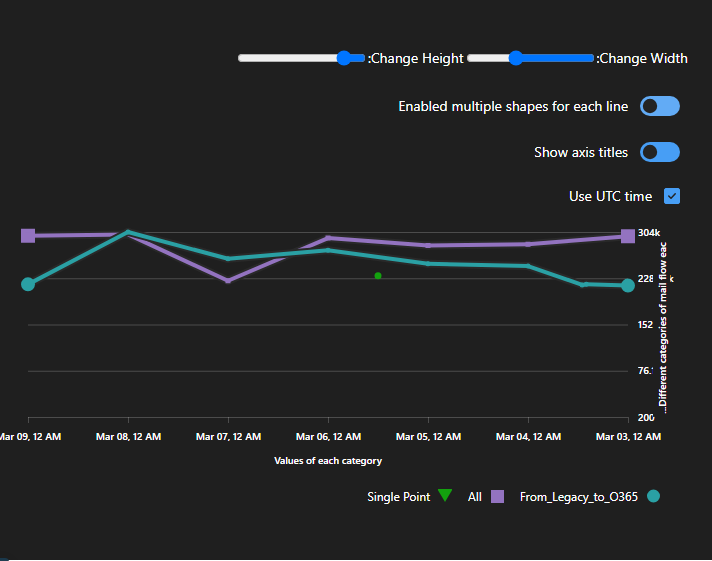 :Change Height :Change Width
Enabled multiple shapes for each line
Show axis titles
Use UTC time
304k
228 k
152
76.
200
...Different categories of mail flow eac
Mar 09, 12 AM Mar 08, 12 AM Mar 07, 12 AM Mar 06, 12 AM Mar 05, 12 AM Mar 04, 12 AM Mar 03, 12 AM
Values of each category
Single Point All From_Legacy_to_O365